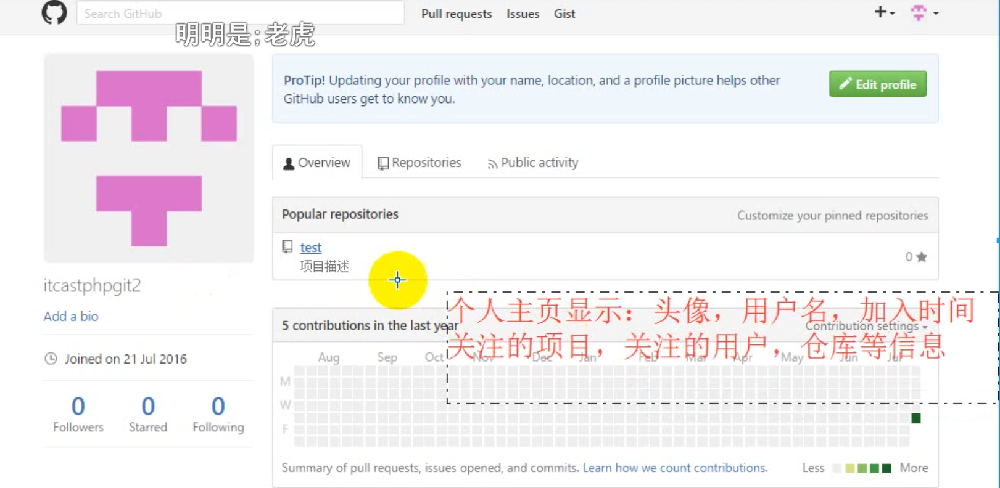 Search GitHub
Pull requests Issues Gist
明明是;老虎
ProTip! Updating your profile with your name, location, and a profile picture helps other
GitHub users get to know you.
Edit profile
Overview Repositories Public activity
Popular repositories
Customize your pinned repositories
test
项目描述
0
itcastphpgit2
Add a bio
Joined on 21 Jul 2016
0 0 0
Followers Starred Following
个人主页显示：头像，用户名，加入时间
关注的项目，关注的用户，仓库等信息
5 contributions in the last year
Contribution settings
Aug Sep Oct Nov Dec Jan Feb Mar Apr May Jun Jul
M
W
F
Summary of pull requests, issues opened, and commits. Learn how we count contributions.
Less More